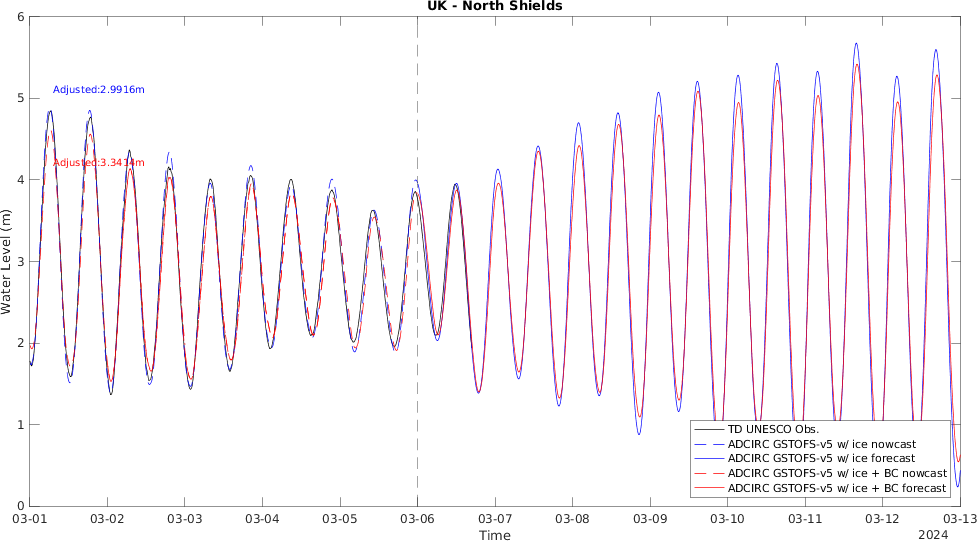 UK - North Shields
6
5
4
3
2
1
0
Water Level (m)
Adjusted:2.9916m
Adjusted:3.3414m
TD UNESCO Obs.
ADCIRC GSTOFS-v5 w/ ice nowcast
ADCIRC GSTOFS-v5 w/ ice forecast
ADCIRC GSTOFS-v5 w/ ice + BC nowcast
ADCIRC GSTOFS-v5 w/ ice + BC forecast
03-01 03-02 03-03 03-04 03-05 03-06 03-07 03-08 03-09 03-10 03-11 03-12 03-13
Time
2024